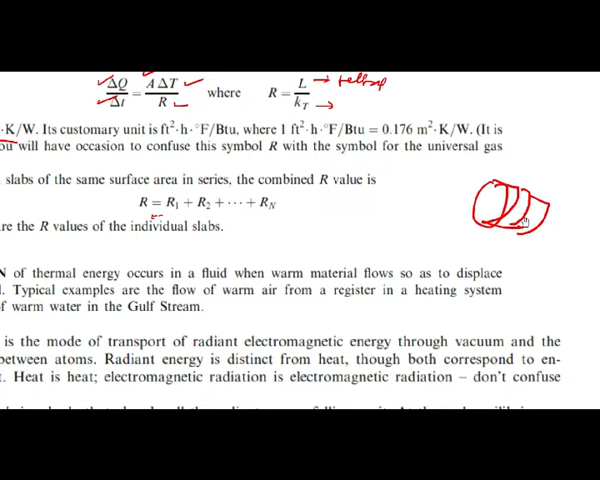 ΔQ/Δt = A ΔT/R where R = L/k_T
·K/W. Its customary unit is ft²·h·°F/Btu, where 1 ft²·h·°F/Btu = 0.176 m²·K/W. (It is
ou will have occasion to confuse this symbol R with the symbol for the universal gas
slabs of the same surface area in series, the combined R value is
R = R₁ + R₂ + ··· + R_N
re the R values of the individual slabs.
N of thermal energy occurs in a fluid when warm material flows so as to displace
l. Typical examples are the flow of warm air from a register in a heating system
of warm water in the Gulf Stream.
is the mode of transport of radiant electromagnetic energy through vacuum and the
between atoms. Radiant energy is distinct from heat, though both correspond to en-
t. Heat is heat; electromagnetic radiation is electromagnetic radiation – don't confuse